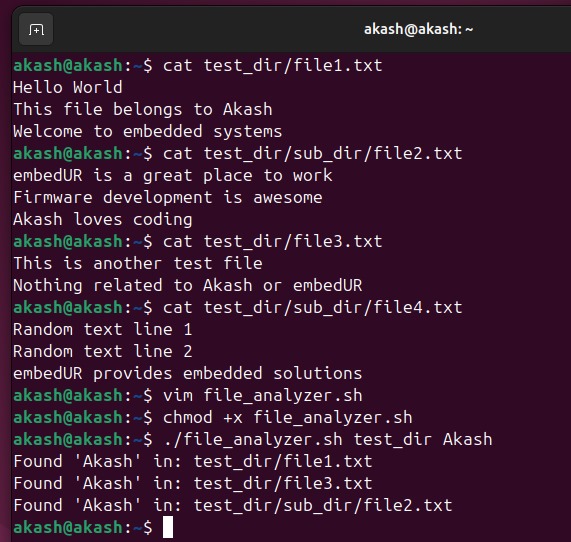 akash@akash: ~
akash@akash:~$ cat test_dir/file1.txt
Hello World
This file belongs to Akash
Welcome to embedded systems
akash@akash:~$ cat test_dir/sub_dir/file2.txt
embedUR is a great place to work
Firmware development is awesome
Akash loves coding
akash@akash:~$ cat test_dir/file3.txt
This is another test file
Nothing related to Akash or embedUR
akash@akash:~$ cat test_dir/sub_dir/file4.txt
Random text line 1
Random text line 2
embedUR provides embedded solutions
akash@akash:~$ vim file_analyzer.sh
akash@akash:~$ chmod +x file_analyzer.sh
akash@akash:~$ ./file_analyzer.sh test_dir Akash
Found 'Akash' in: test_dir/file1.txt
Found 'Akash' in: test_dir/file3.txt
Found 'Akash' in: test_dir/sub_dir/file2.txt
akash@akash:~$